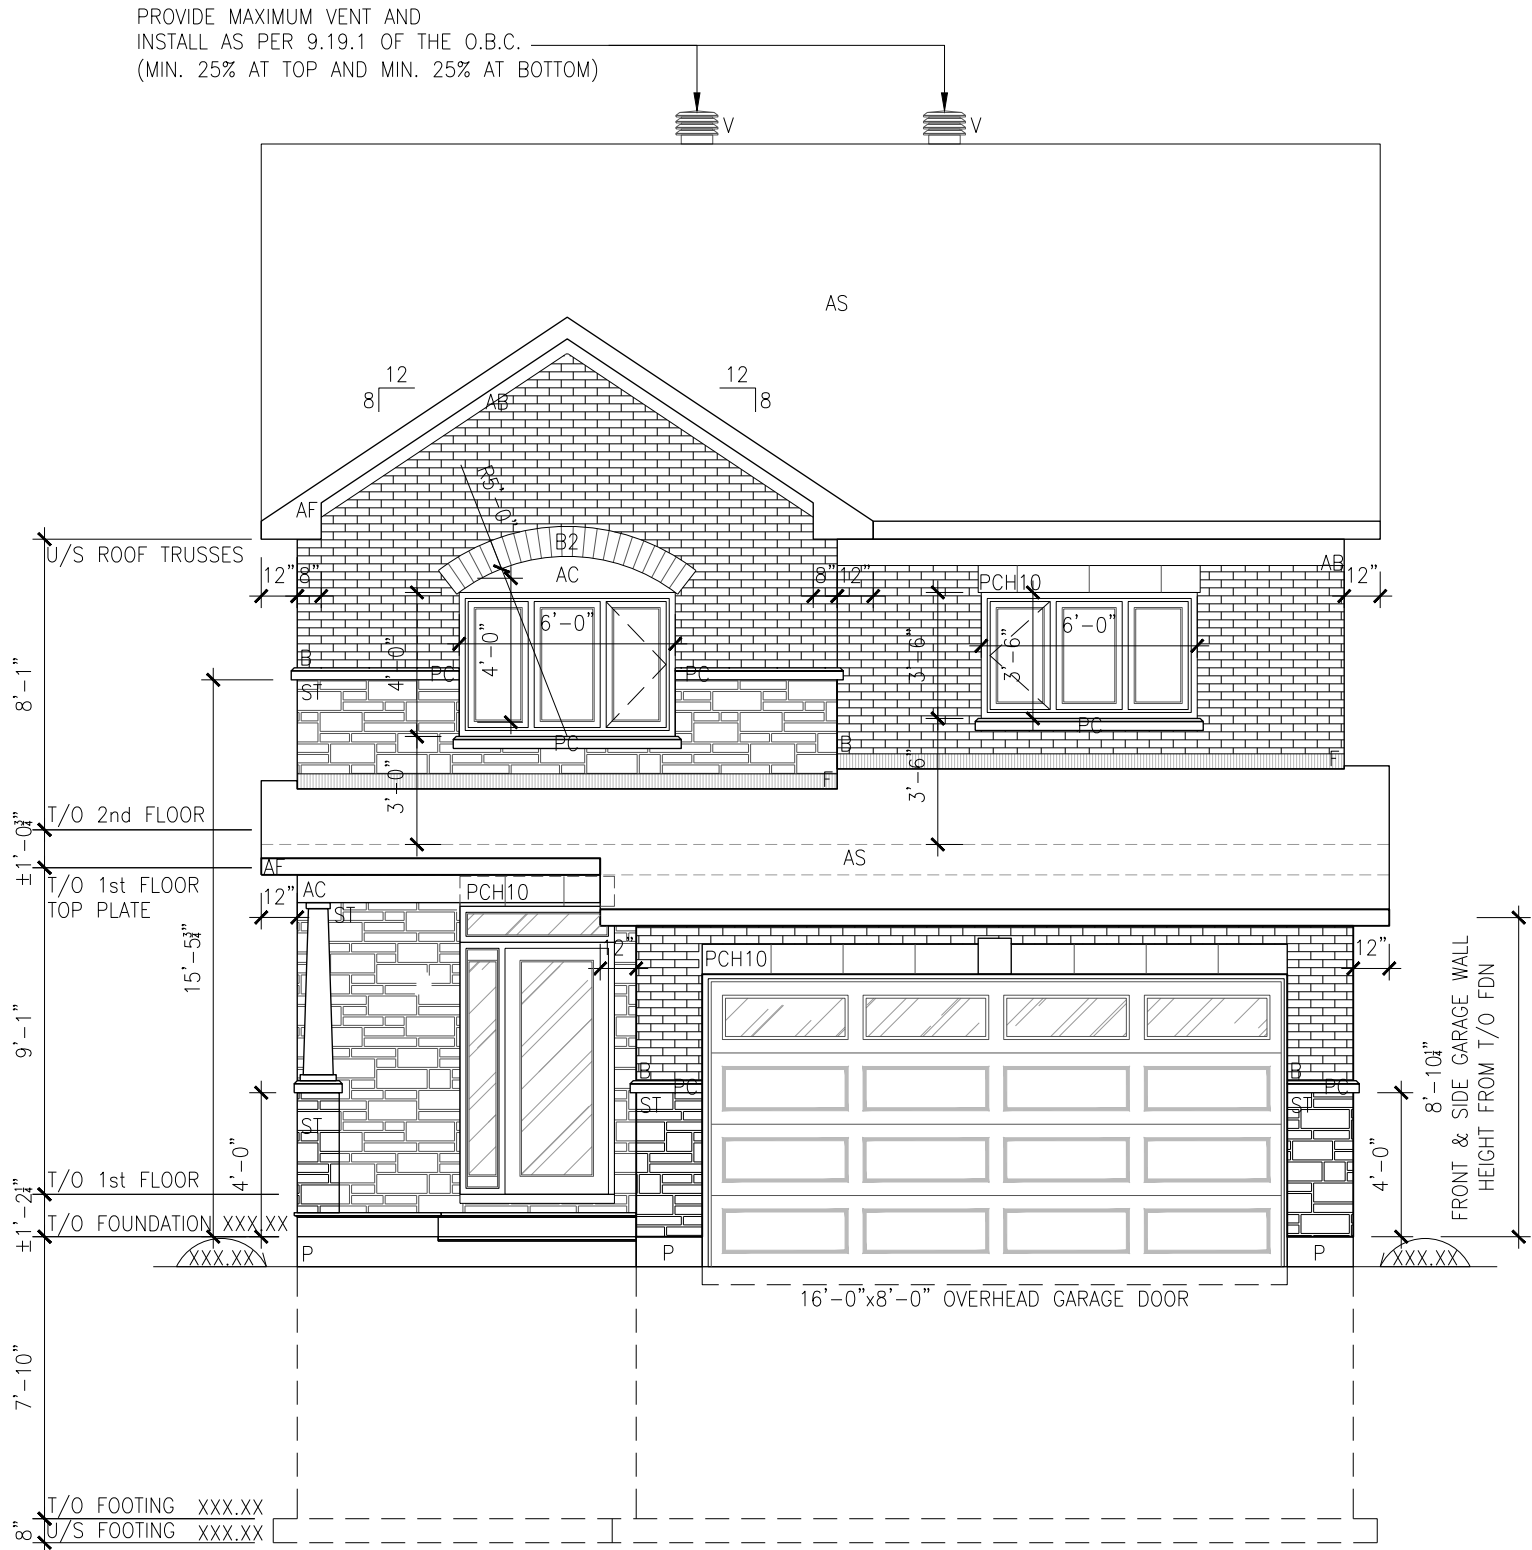 PROVIDE MAXIMUM VENT AND
INSTALL AS PER 9.19.1 OF THE O.B.C.
(MIN. 25% AT TOP AND MIN. 25% AT BOTTOM)
V
V
AS
12
8
12
8
AB
R5'-0"
AF
B2
AC
U/S ROOF TRUSSES
12"
8"
8"
12"
PCH10
AB
12"
6'-0"
4'-0"
4'-0"
6'-0"
3'-6"
3'-6"
B
PC
PC
ST
PC
PC
B
F
F
8'-1"
3'-0"
3'-6"
T/O 2nd FLOOR
±1'-0¾"
AS
AF
T/O 1st FLOOR
TOP PLATE
AC
PCH10
12"
ST
12"
PCH10
12"
15'-5¾"
9'-1"
B
PC
ST
B
PC
ST
ST
4'-0"
4'-0"
8'-10¼"
FRONT & SIDE GARAGE WALL
HEIGHT FROM T/O FDN
T/O 1st FLOOR
±1'-2¼"
T/O FOUNDATION XXX.XX
XXX.XX
P
P
P
XXX.XX
16'-0"x8'-0" OVERHEAD GARAGE DOOR
7'-10"
T/O FOOTING XXX.XX
U/S FOOTING XXX.XX
8"